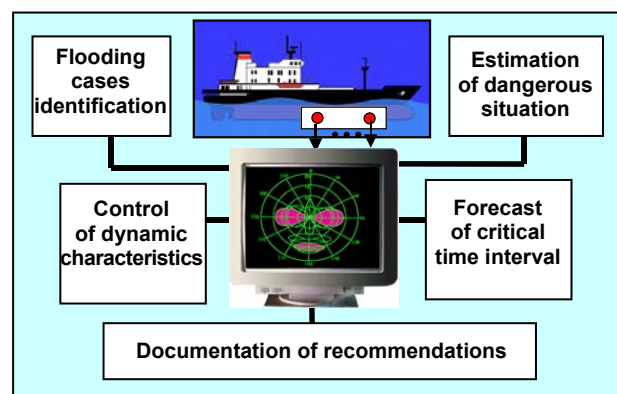 Flooding
cases
identification
Estimation
of dangerous
situation
Control
of dynamic
characteristics
Forecast
of critical
time interval
Documentation of recommendations